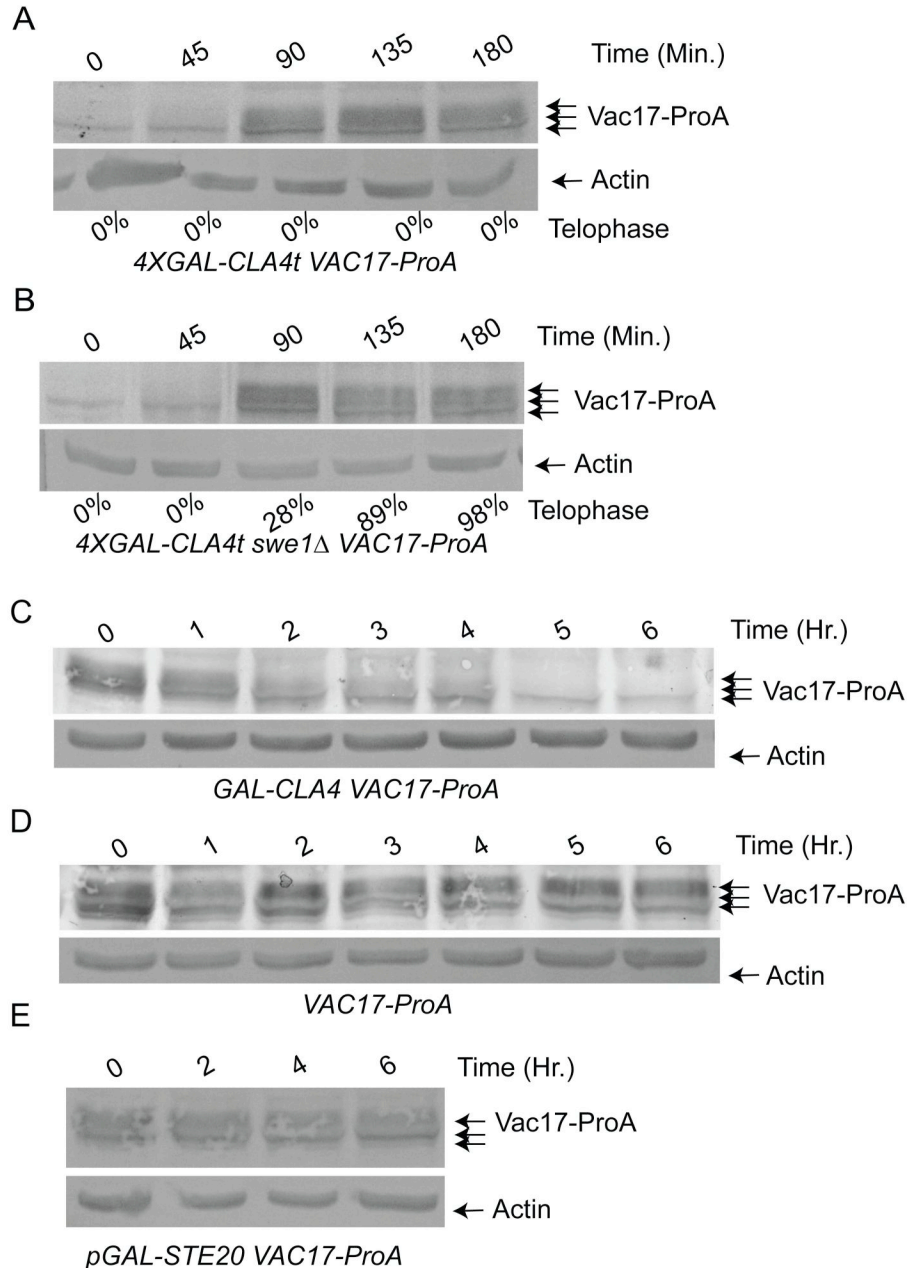 A
0 45 90 135 180 Time (Min.)
Vac17-ProA
Actin
0% 0% 0% 0% 0% Telophase
4XGAL-CLA4t VAC17-ProA
B
0 45 90 135 180 Time (Min.)
Vac17-ProA
Actin
0% 0% 28% 89% 98% Telophase
4XGAL-CLA4t swe1Δ VAC17-ProA
C
0 1 2 3 4 5 6 Time (Hr.)
Vac17-ProA
Actin
GAL-CLA4 VAC17-ProA
D
0 1 2 3 4 5 6 Time (Hr.)
Vac17-ProA
Actin
VAC17-ProA
E
0 2 4 6 Time (Hr.)
Vac17-ProA
Actin
pGAL-STE20 VAC17-ProA